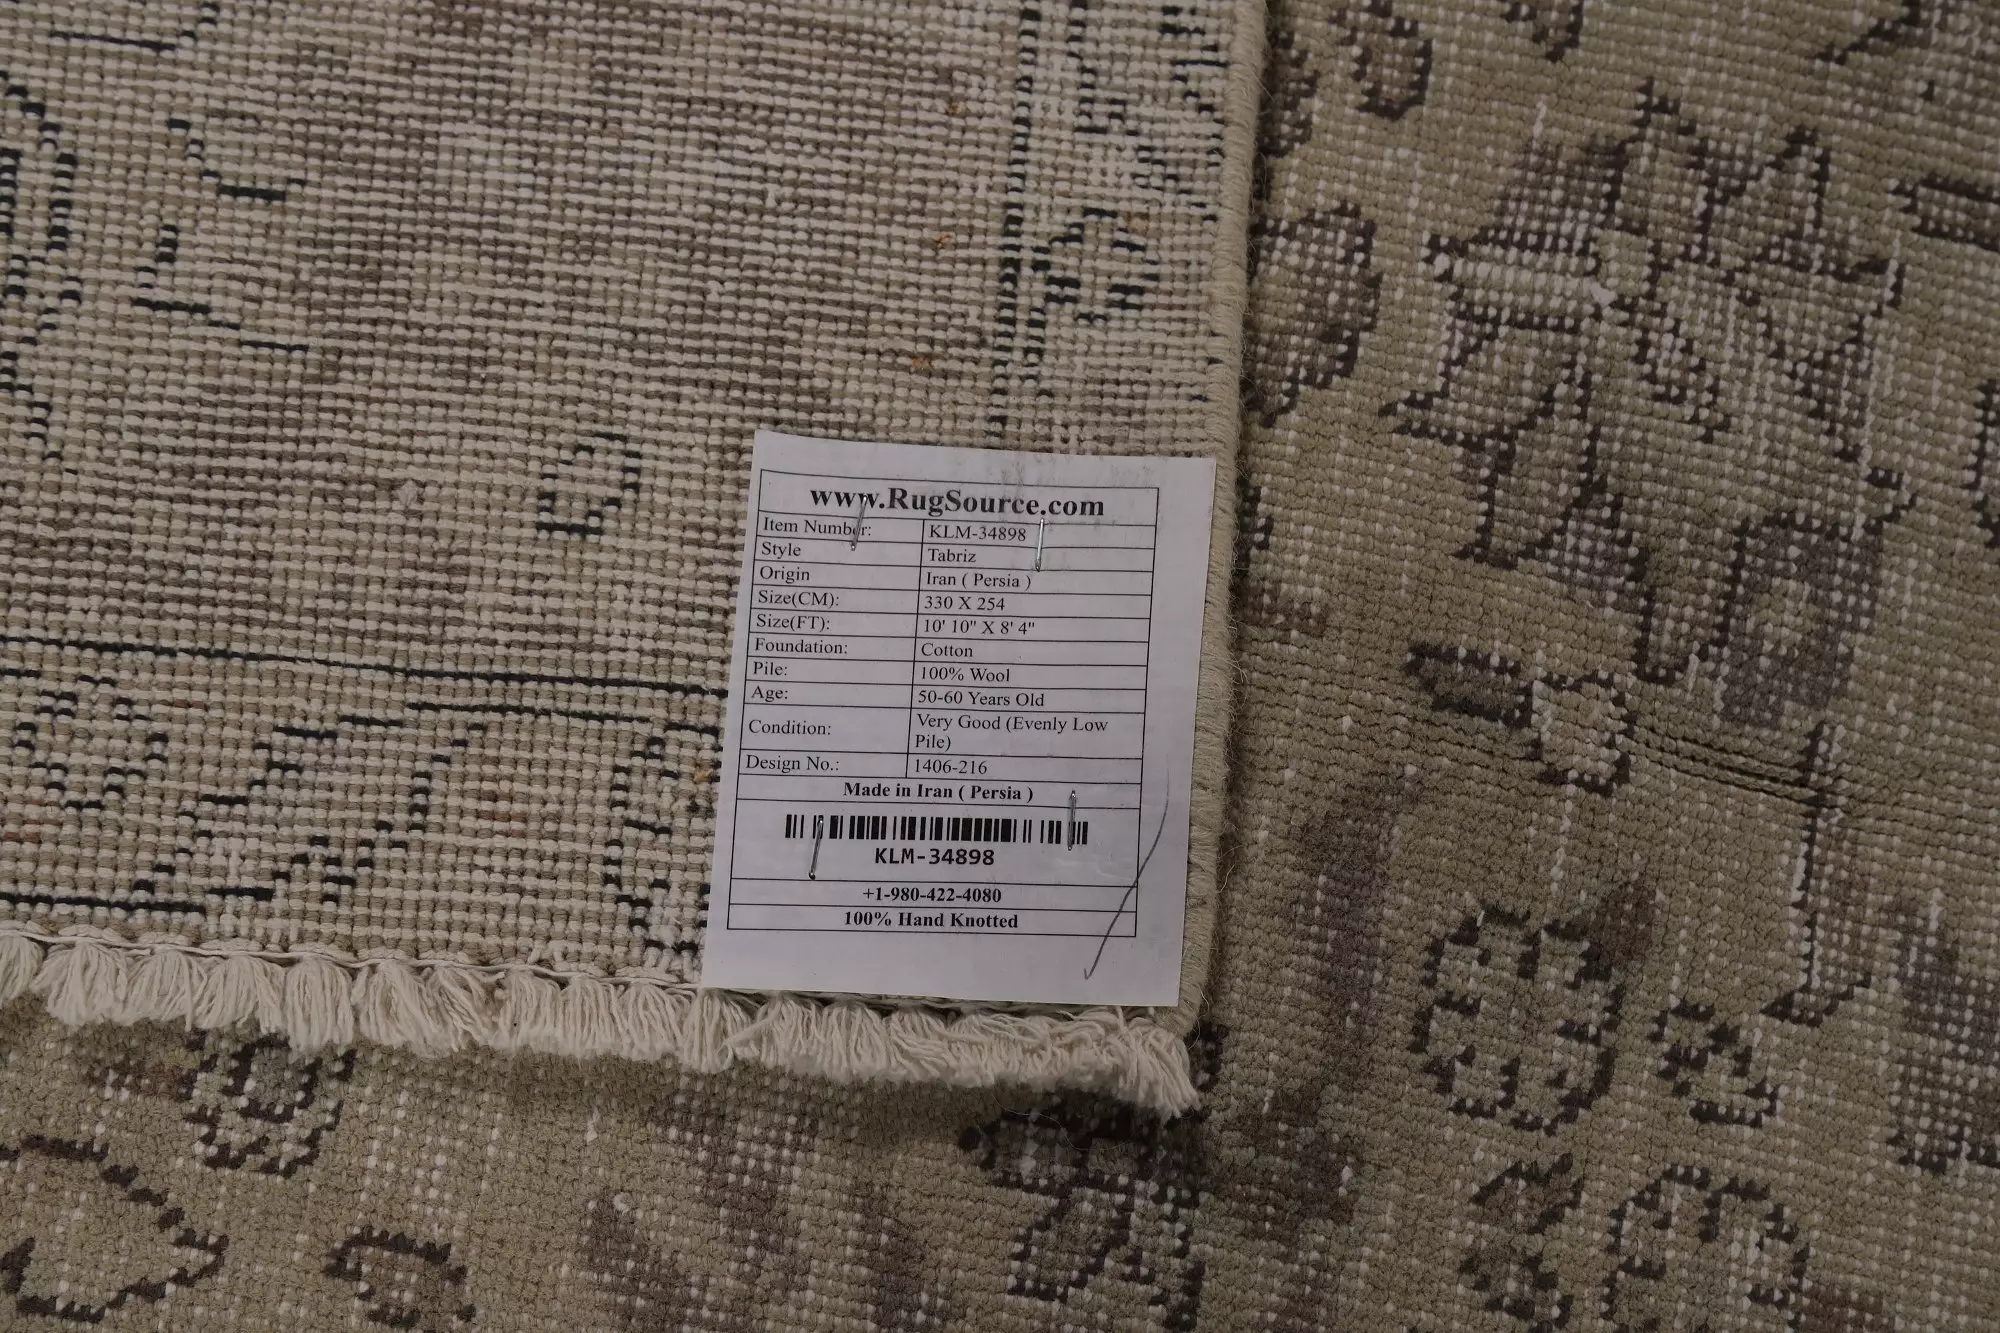 www.RugSource.com
Item Number: KLM-34898
Style Tabriz
Origin Iran ( Persia )
Size(CM): 330 X 254
Size(FT): 10' 10" X 8' 4"
Foundation: Cotton
Pile: 100% Wool
Age: 50-60 Years Old
Condition: Very Good (Evenly Low
Pile)
Design No.: 1406-216
Made in Iran ( Persia )
KLM-34898
+1-980-422-4080
100% Hand Knotted